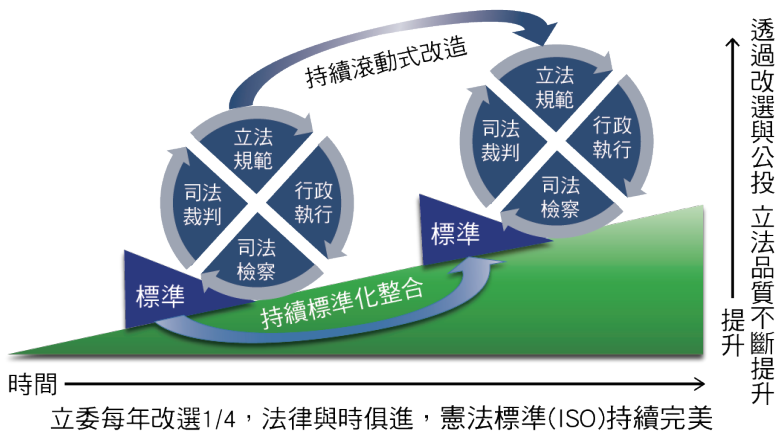 持續滾動式改造
立法
規範
行政
執行
司法
檢察
司法
裁判
標準
立法
規範
行政
執行
司法
檢察
司法
裁判
標準
持續標準化整合
透過改選與公投 立法品質不斷提升
提升
時間
立委每年改選1/4，法律與時俱進，憲法標準(ISO)持續完美